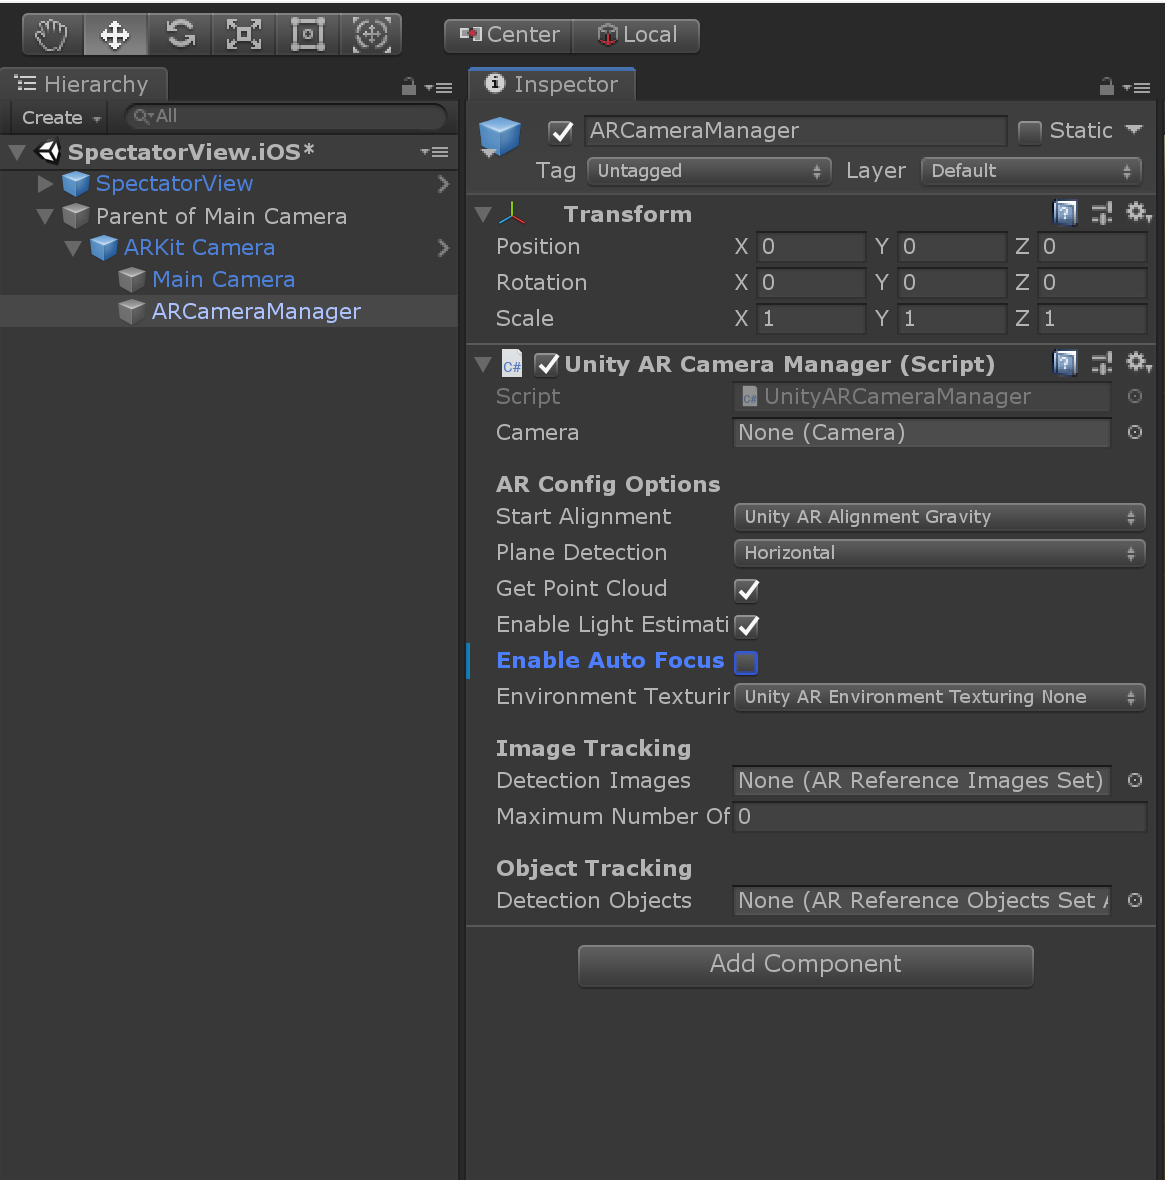 Center Local
Hierarchy
Create All
SpectatorView.iOS*
SpectatorView
Parent of Main Camera
ARKit Camera
Main Camera
ARCameraManager
Inspector
ARCameraManager Static
Tag Untagged Layer Default
Transform
Position X 0 Y 0 Z 0
Rotation X 0 Y 0 Z 0
Scale X 1 Y 1 Z 1
C# Unity AR Camera Manager (Script)
Script C# UnityARCameraManager
Camera None (Camera)
AR Config Options
Start Alignment Unity AR Alignment Gravity
Plane Detection Horizontal
Get Point Cloud
Enable Light Estimati
Enable Auto Focus
Environment Texturir Unity AR Environment Texturing None
Image Tracking
Detection Images None (AR Reference Images Set)
Maximum Number Of 0
Object Tracking
Detection Objects None (AR Reference Objects Set A
Add Component